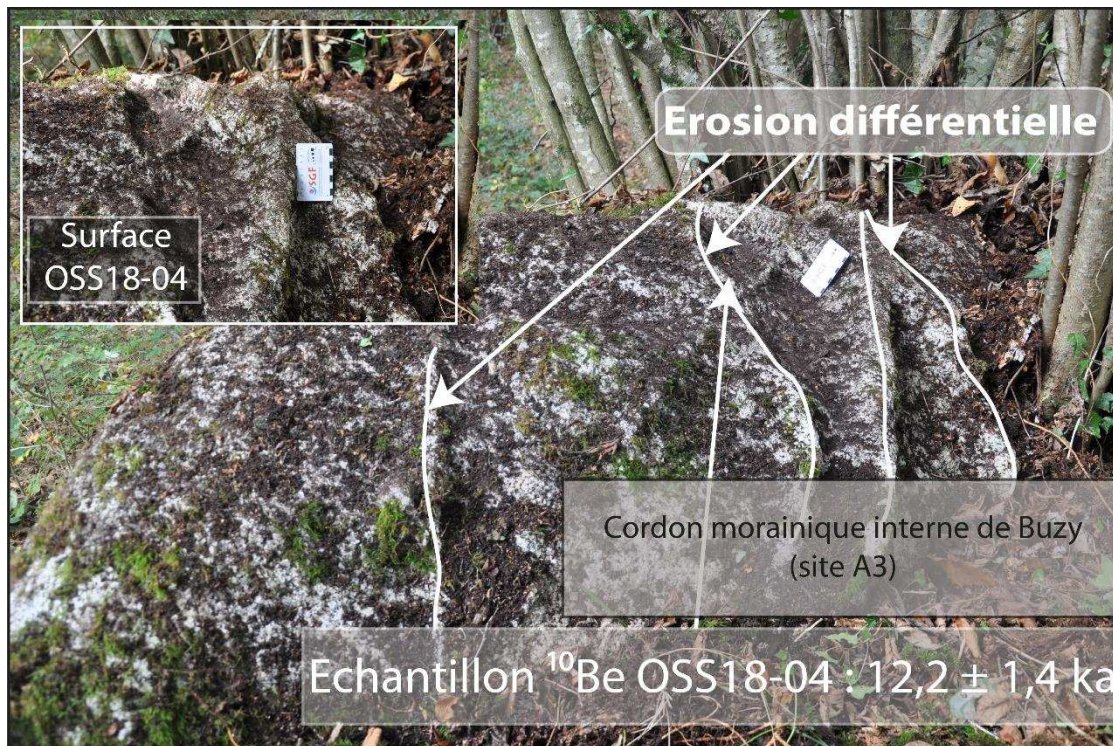 Erosion différentielle
Surface
OSS18-04
SGF
Cordon morainique interne de Buzy
(site A3)
Echantillon ¹⁰Be OSS18-04 : 12,2 ± 1,4 ka